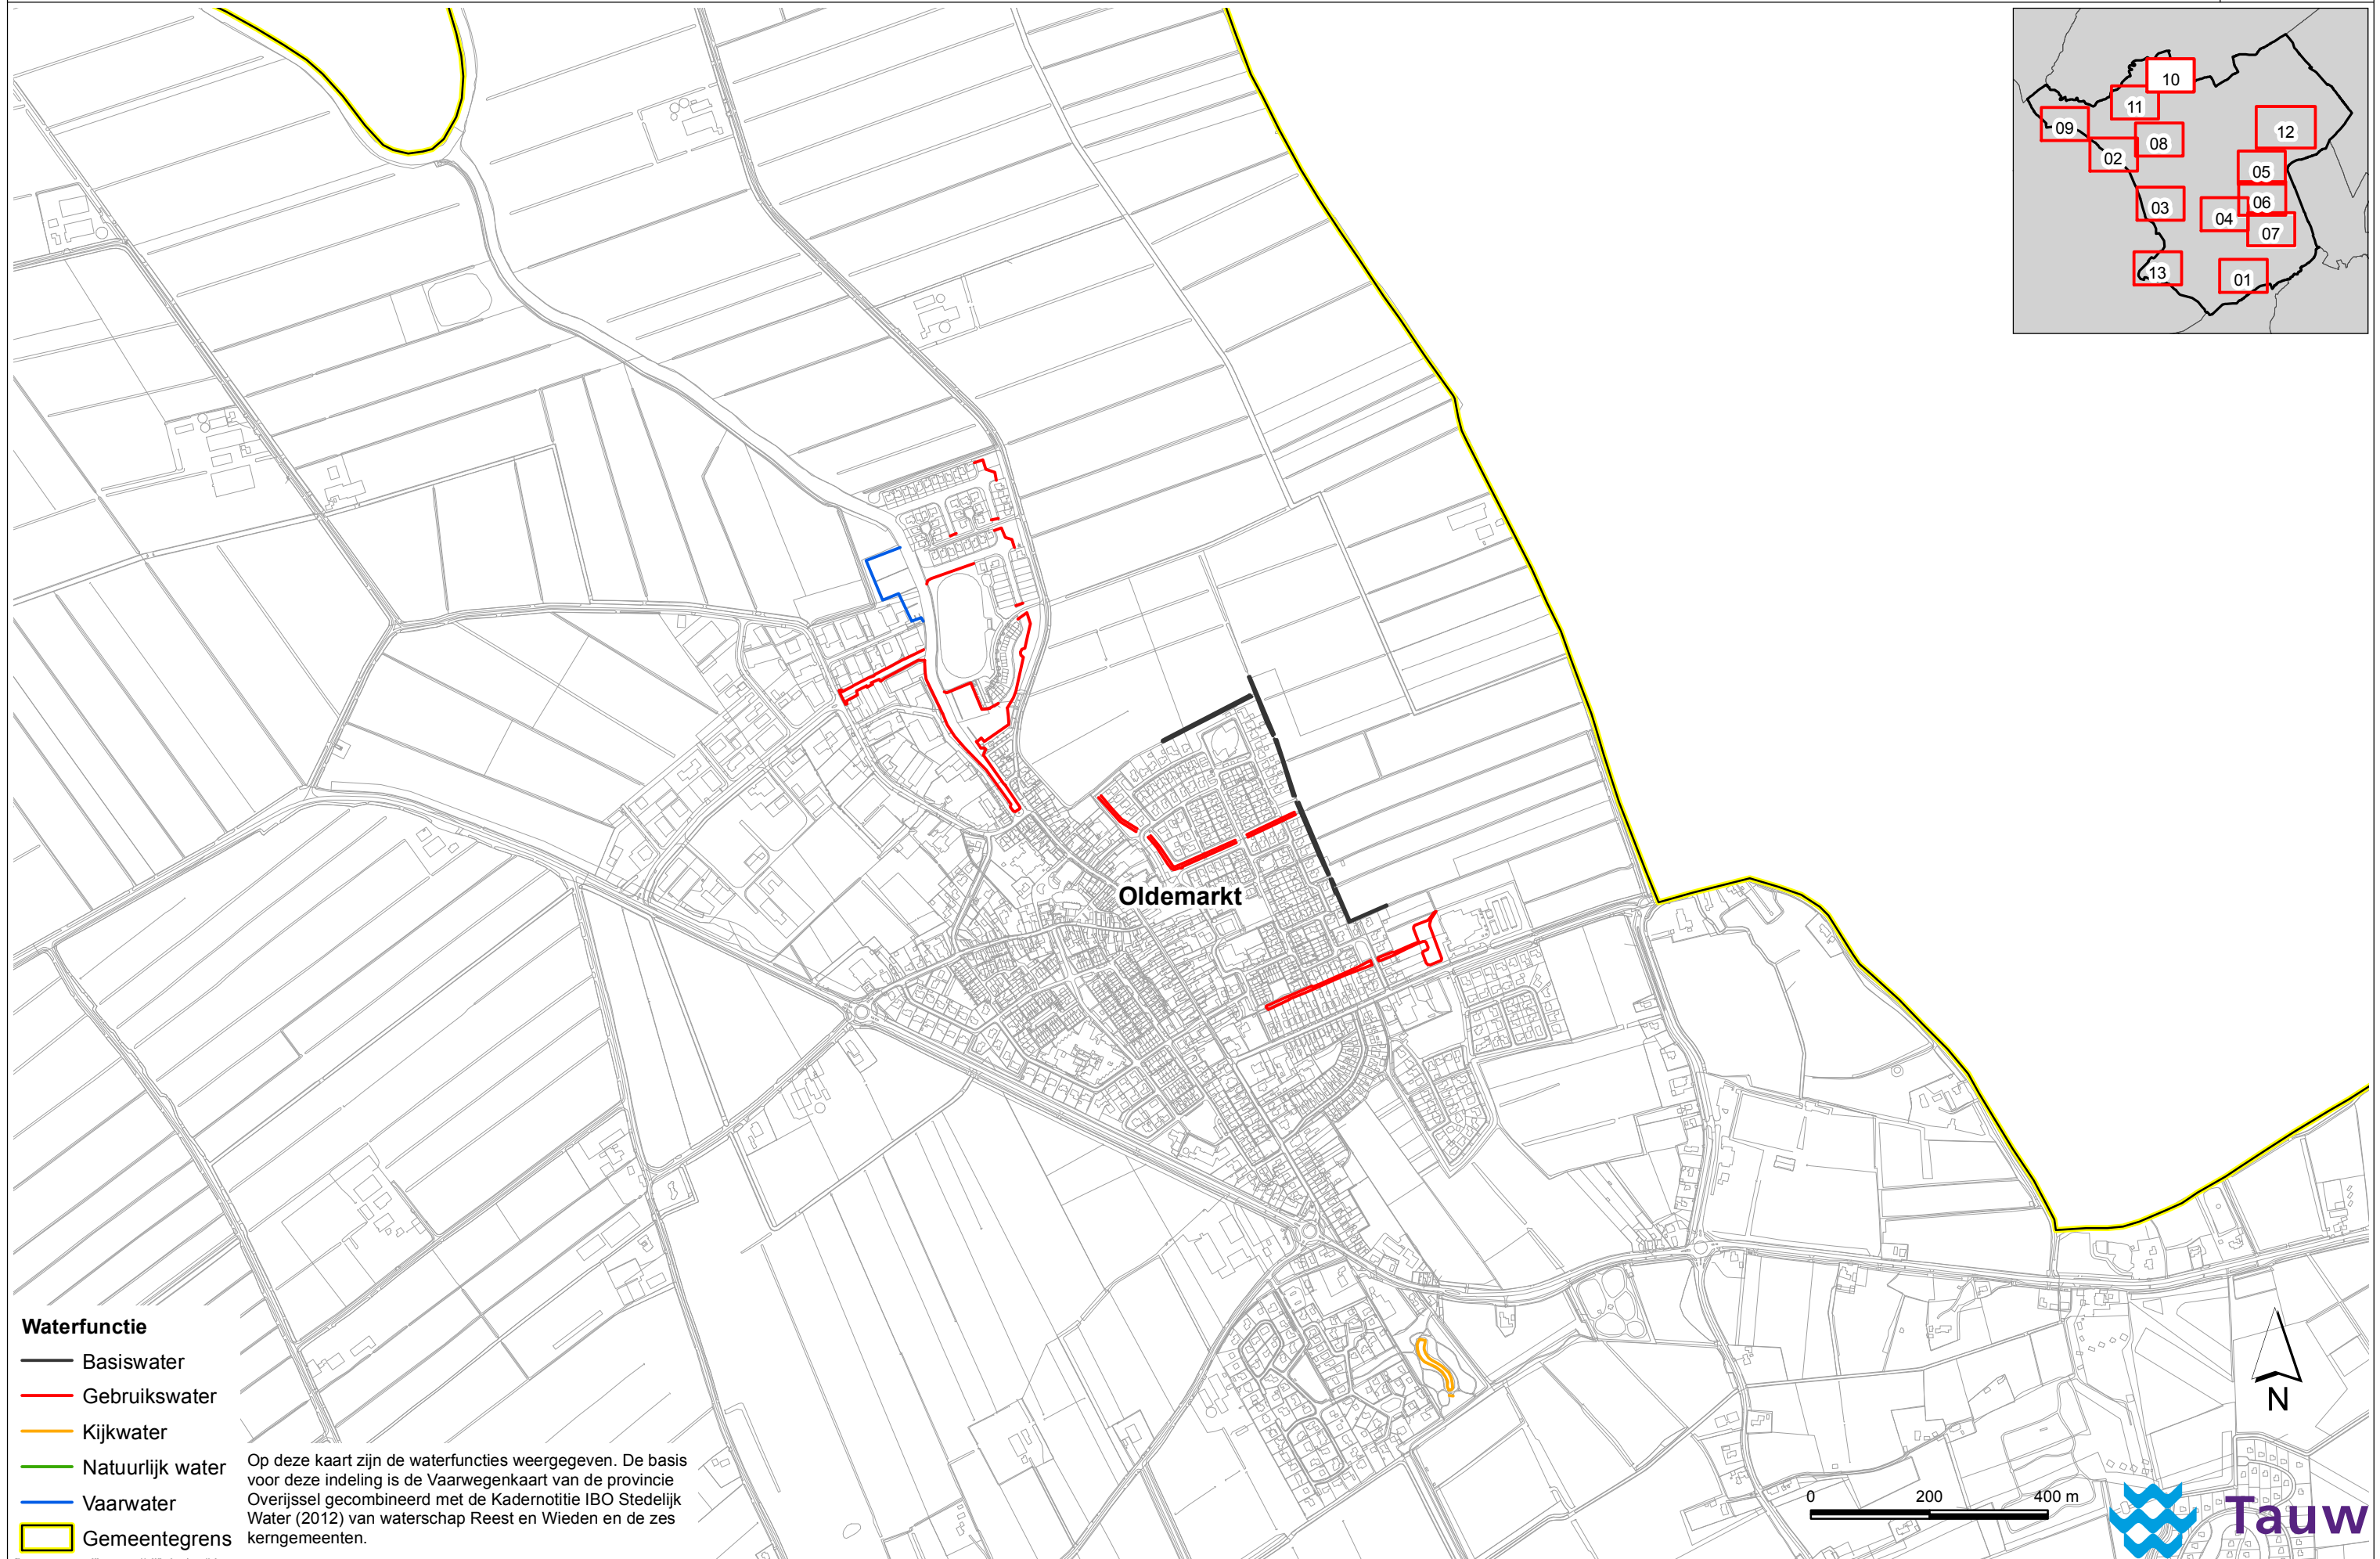 10
11
09
08
12
02
05
03
06
04
07
13
01
Oldemarkt
Waterfunctie
Basiswater
Gebruikswater
Kijkwater
Natuurlijk water
Vaarwater
Gemeentegrens
Op deze kaart zijn de waterfuncties weergegeven. De basis
voor deze indeling is de Vaarwegenkaart van de provincie
Overijssel gecombineerd met de Kadernotitie IBO Stedelijk
Water (2012) van waterschap Reest en Wieden en de zes
kerngemeenten.
N
0 200 400 m
Tauw